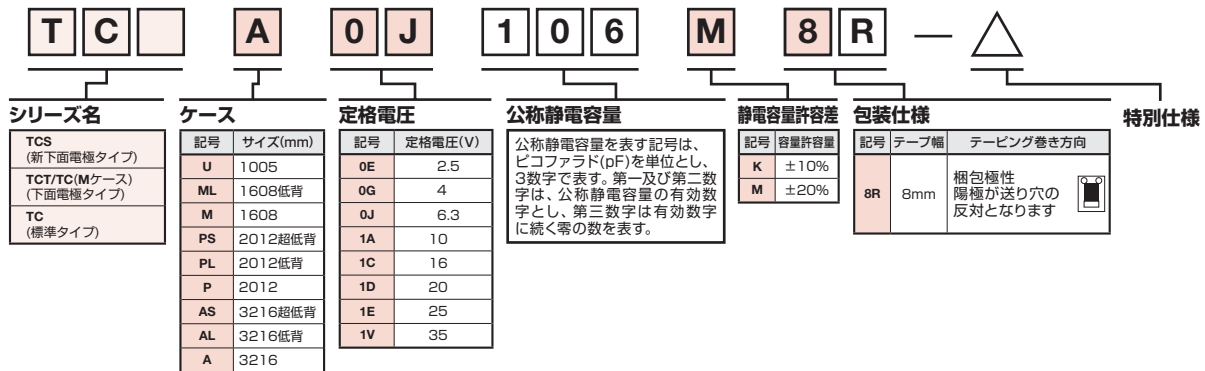 TC A 0J 106 M 8R —
シリーズ名
TCS
(新下面電極タイプ)
TCT/TC(Mケース)
(下面電極タイプ)
TC
(標準タイプ)
ケース
記号 サイズ(mm)
U 1005
ML 1608低背
M 1608
PS 2012超低背
PL 2012低背
P 2012
AS 3216超低背
AL 3216低背
A 3216
定格電圧
記号 定格電圧(V)
0E 2.5
0G 4
0J 6.3
1A 10
1C 16
1D 20
1E 25
1V 35
公称静電容量
公称静電容量を表す記号は、
ピコファラド(pF)を単位とし、
3数字で表す。第一及び第二数
字は、公称静電容量の有効数
字とし、第三数字は有効数字
に続く零の数を表す。
静電容量許容差
記号 容量許容量
K ±10%
M ±20%
包装仕様
記号 テープ幅 テーピング巻き方向
8R 8mm 梱包極性
陽極が送り穴の
反対となります
特別仕様